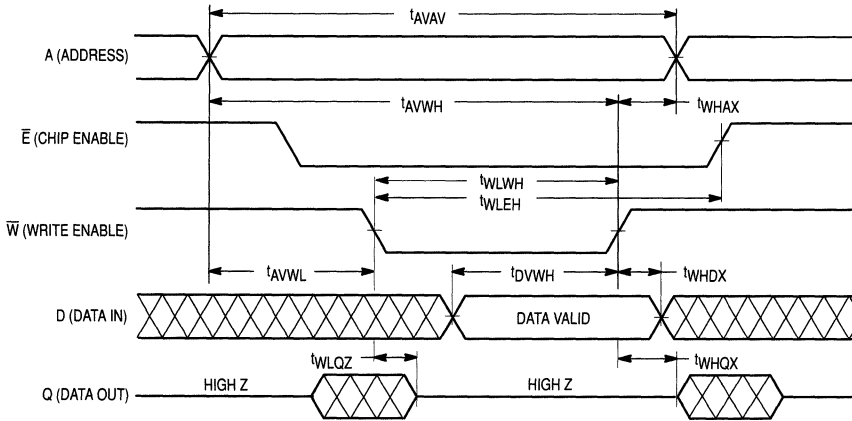 tAVAV
A (ADDRESS)
tAVWH
tWHAX
E̅ (CHIP ENABLE)
tWLWH
tWLEH
W̅ (WRITE ENABLE)
tAVWL
tDVWH
tWHDX
D (DATA IN)
DATA VALID
tWLQZ
tWHQX
Q (DATA OUT)
HIGH Z
HIGH Z